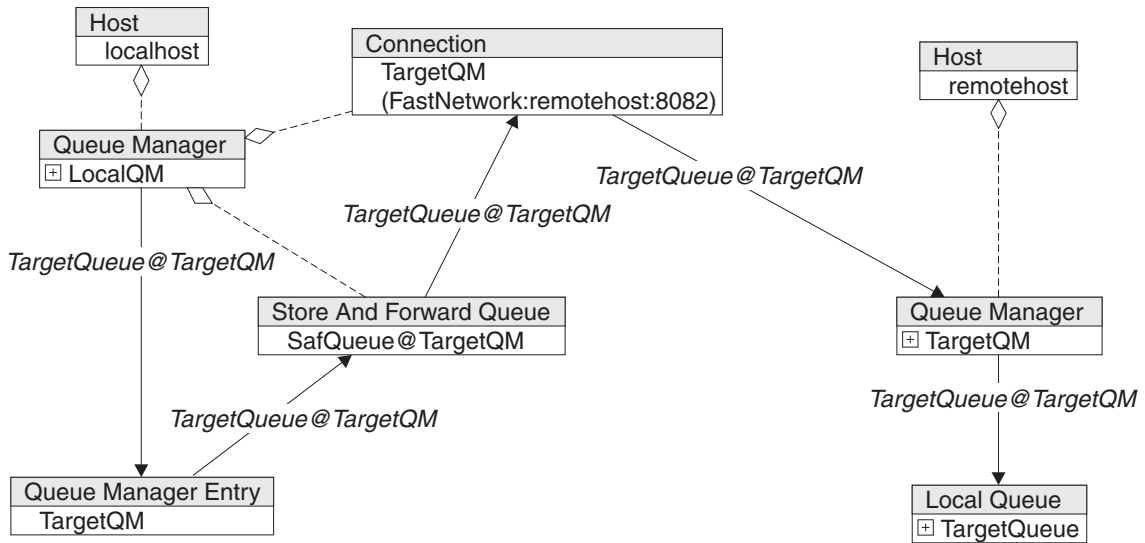 Host
localhost
Connection
TargetQM
(FastNetwork:remotehost:8082)
Host
remotehost
Queue Manager
LocalQM
TargetQueue@TargetQM
TargetQueue@TargetQM
TargetQueue@TargetQM
Store And Forward Queue
SafQueue@TargetQM
Queue Manager
TargetQM
TargetQueue@TargetQM
TargetQueue@TargetQM
Queue Manager Entry
TargetQM
Local Queue
TargetQueue